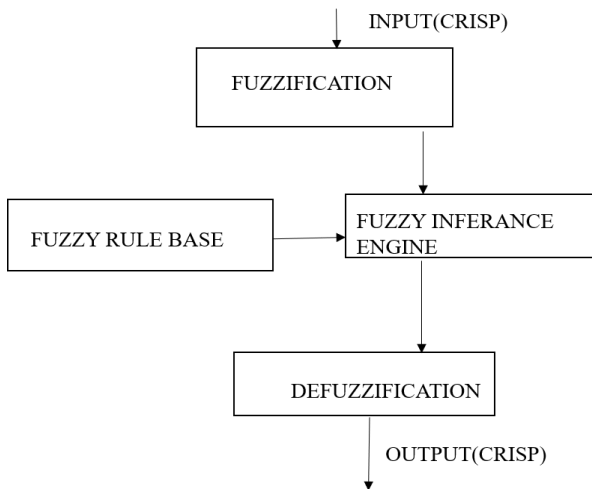 INPUT(CRISP)
FUZZIFICATION
FUZZY RULE BASE
FUZZY INFERANCE
ENGINE
DEFUZZIFICATION
OUTPUT(CRISP)